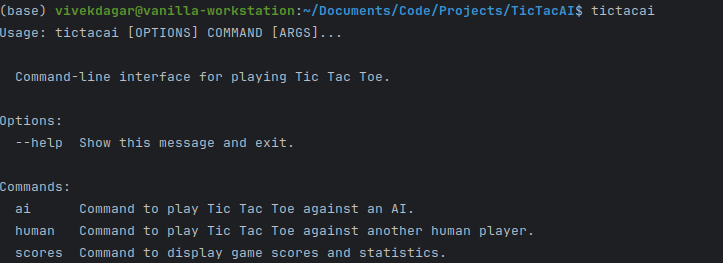 (base) vivekdagar@vanilla-workstation:~/Documents/Code/Projects/TicTacAI$ tictacai
Usage: tictacai [OPTIONS] COMMAND [ARGS]...
Command-line interface for playing Tic Tac Toe.
Options:
--help  Show this message and exit.
Commands:
ai      Command to play Tic Tac Toe against an AI.
human   Command to play Tic Tac Toe against another human player.
scores  Command to display game scores and statistics.